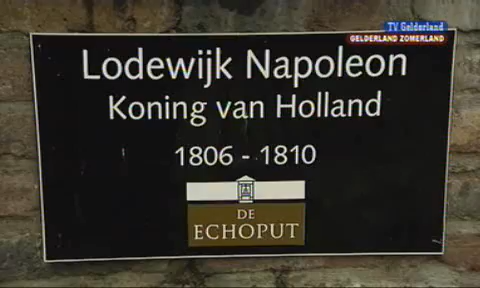 TV Gelderland
GELDERLAND ZOMERLAND
Lodewijk Napoleon
Koning van Holland
1806 - 1810
DE
ECHOPUT